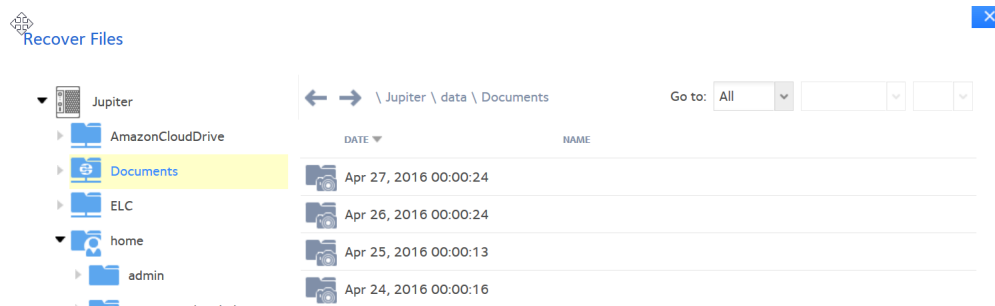 Recover Files
Jupiter
AmazonCloudDrive
Documents
ELC
home
admin
\ Jupiter \ data \ Documents
Go to: All
DATE NAME
Apr 27, 2016 00:00:24
Apr 26, 2016 00:00:24
Apr 25, 2016 00:00:13
Apr 24, 2016 00:00:16